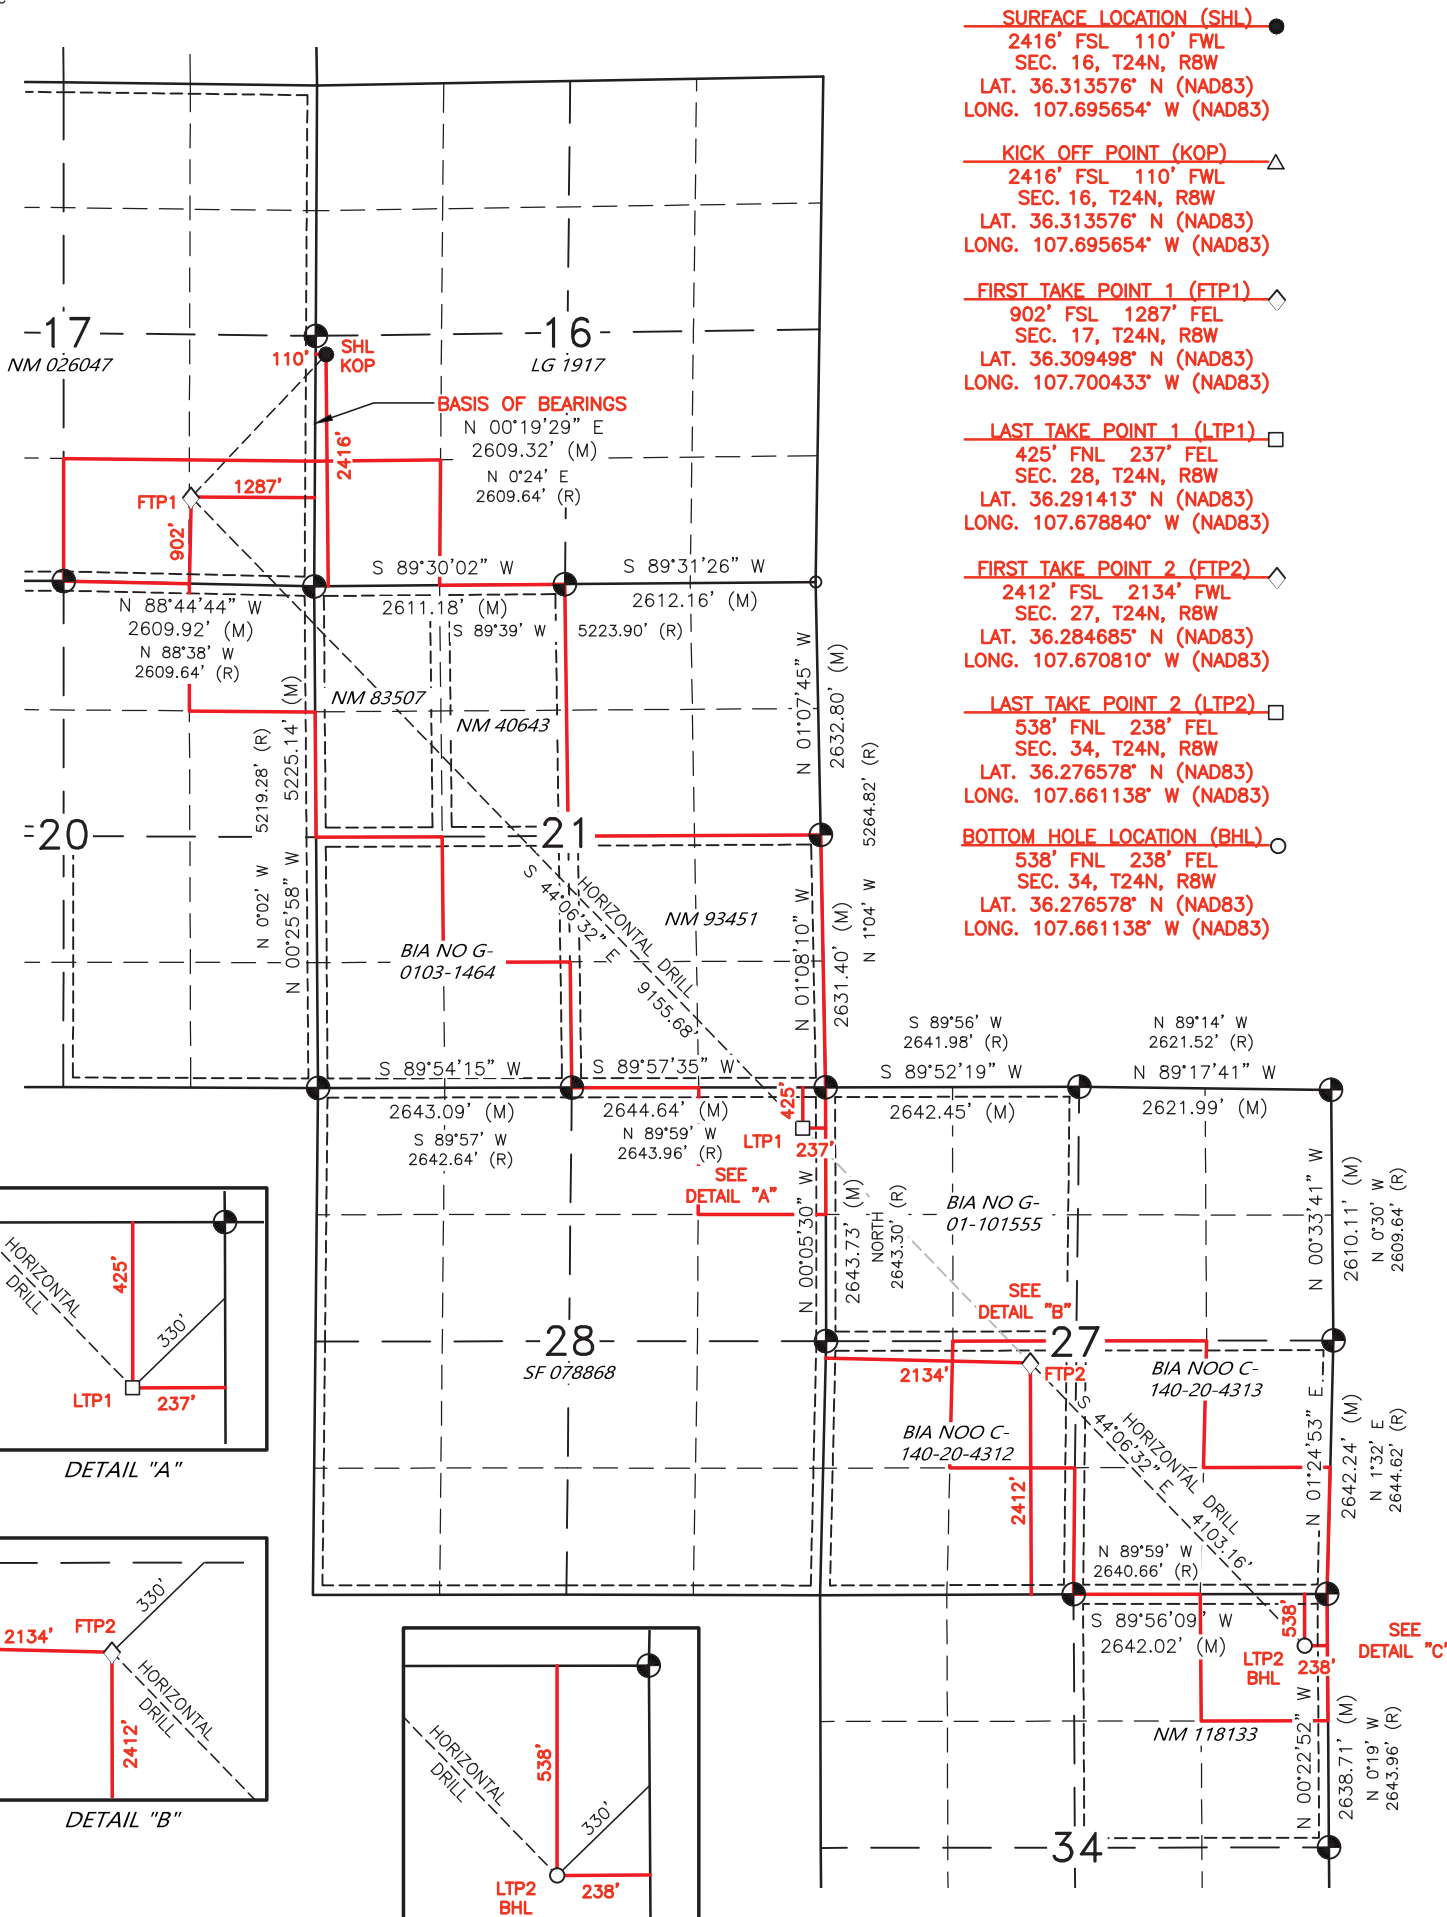 SURFACE LOCATION (SHL)
2416' FSL 110' FWL
SEC. 16, T24N, R8W
LAT. 36.313576° N (NAD83)
LONG. 107.695654° W (NAD83)
KICK OFF POINT (KOP)
2416' FSL 110' FWL
SEC. 16, T24N, R8W
LAT. 36.313576° N (NAD83)
LONG. 107.695654° W (NAD83)
FIRST TAKE POINT 1 (FTP1)
902' FSL 1287' FEL
SEC. 17, T24N, R8W
LAT. 36.309498° N (NAD83)
LONG. 107.700433° W (NAD83)
LAST TAKE POINT 1 (LTP1)
425' FNL 237' FEL
SEC. 28, T24N, R8W
LAT. 36.291413° N (NAD83)
LONG. 107.678840° W (NAD83)
FIRST TAKE POINT 2 (FTP2)
2412' FSL 2134' FWL
SEC. 27, T24N, R8W
LAT. 36.284685° N (NAD83)
LONG. 107.670810° W (NAD83)
LAST TAKE POINT 2 (LTP2)
538' FNL 238' FEL
SEC. 34, T24N, R8W
LAT. 36.276578° N (NAD83)
LONG. 107.661138° W (NAD83)
BOTTOM HOLE LOCATION (BHL)
538' FNL 238' FEL
SEC. 34, T24N, R8W
LAT. 36.276578° N (NAD83)
LONG. 107.661138° W (NAD83)
17
NM 026047
16
LG 1917
110'
SHL
KOP
BASIS OF BEARINGS
N 00°19'29" E
2609.32' (M)
N 0°24' E
2609.64' (R)
2416'
1287'
FTP1
902'
S 89°30'02" W
2611.18' (M)
S 89°39' W 5223.90' (R)
S 89°31'26" W
2612.16' (M)
N 88°44'44" W
2609.92' (M)
N 88°38' W
2609.64' (R)
NM 83507
NM 40643
N 01°07'45" W
2632.80' (M)
5219.28' (R)
5225.14' (M)
N 0°02' W
N 00°25'58" W
5264.82' (R)
N 1°04' W
20
21
HORIZONTAL DRILL
S 44°06'32" E
9155.68'
NM 93451
N 01°08'10" W
2631.40' (M)
BIA NO G-
0103-1464
S 89°54'15" W
2643.09' (M)
S 89°57' W
2642.64' (R)
S 89°57'35" W
2644.64' (M)
N 89°59' W
2643.96' (R)
S 89°56' W
2641.98' (R)
S 89°52'19" W
2642.45' (M)
N 89°14' W
2621.52' (R)
N 89°17'41" W
2621.99' (M)
425'
LTP1
237'
SEE
DETAIL "A"
N 00°05'30" W
2643.73' (M)
NORTH
2643.30' (R)
BIA NO G-
01-101555
N 00°33'41" W
2610.11' (M)
N 0°30' W
2609.64' (R)
SEE
DETAIL "B"
28
SF 078868
27
2134'
FTP2
BIA NOO C-
140-20-4313
BIA NOO C-
140-20-4312
2412'
HORIZONTAL DRILL
S 44°06'32" E
4103.16'
N 01°24'53" E
2642.24' (M)
N 1°32' E
2644.62' (R)
N 89°59' W
2640.66' (R)
S 89°56'09' W
2642.02' (M)
538'
LTP2
BHL
238'
SEE
DETAIL "C"
NM 118133
N 00°22'52" W
2638.71' (M)
N 0°19' W
2643.96' (R)
34
HORIZONTAL
DRILL
425'
330'
LTP1
237'
DETAIL "A"
330'
2134'
FTP2
HORIZONTAL
DRILL
2412'
DETAIL "B"
HORIZONTAL
DRILL
538'
330'
LTP2
BHL
238'